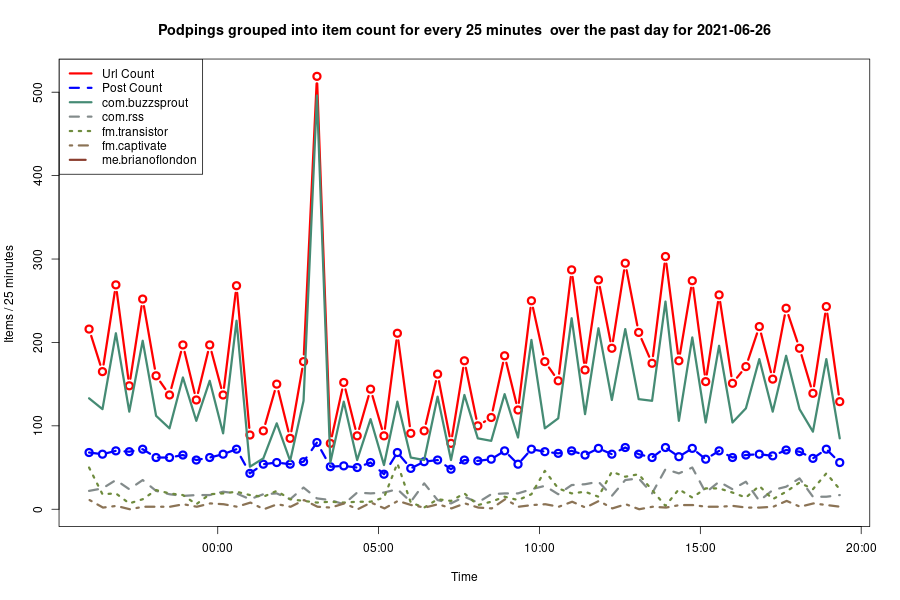 Podpings grouped into item count for every 25 minutes  over the past day for 2021-06-26
Url Count
Post Count
com.buzzsprout
com.rss
fm.transistor
fm.captivate
me.brianoflondon
Items / 25 minutes
500
400
300
200
100
0
00:00 05:00 10:00 15:00 20:00
Time